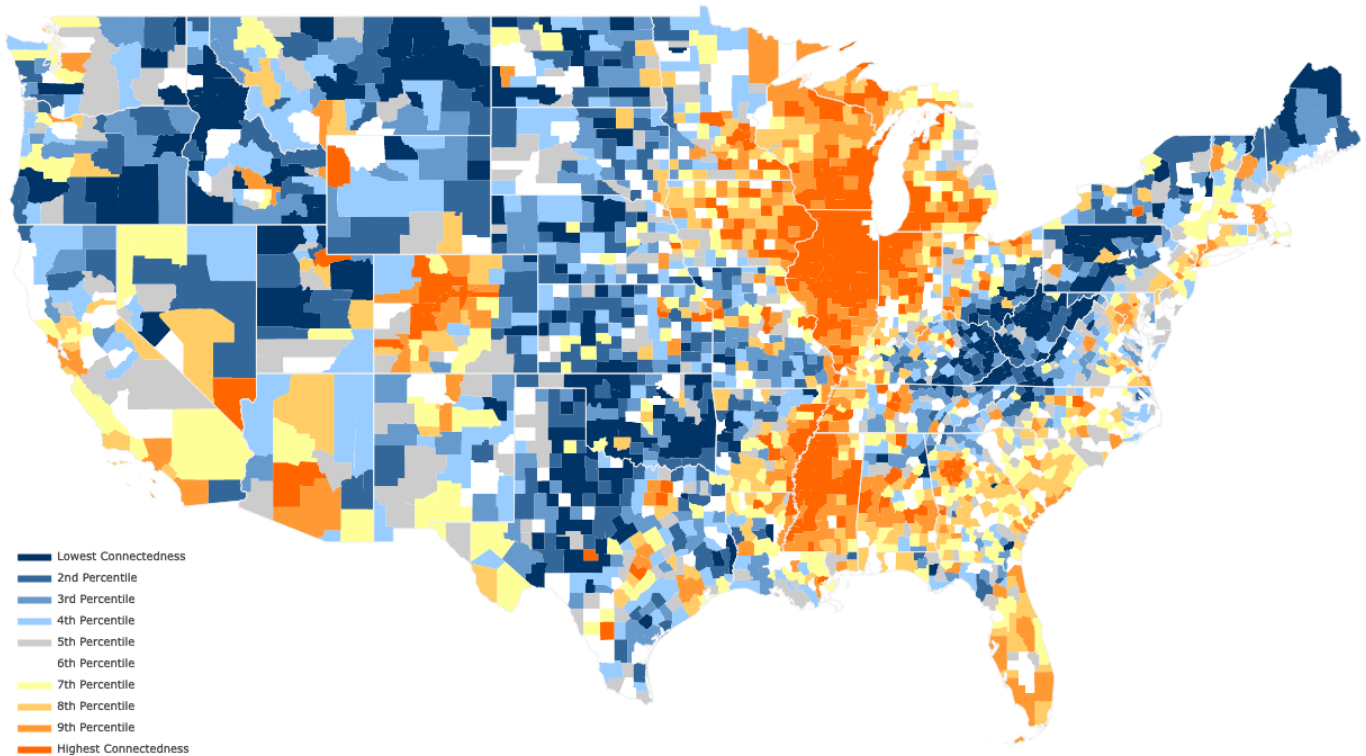 Lowest Connectedness
2nd Percentile
3rd Percentile
4th Percentile
5th Percentile
6th Percentile
7th Percentile
8th Percentile
9th Percentile
Highest Connectedness